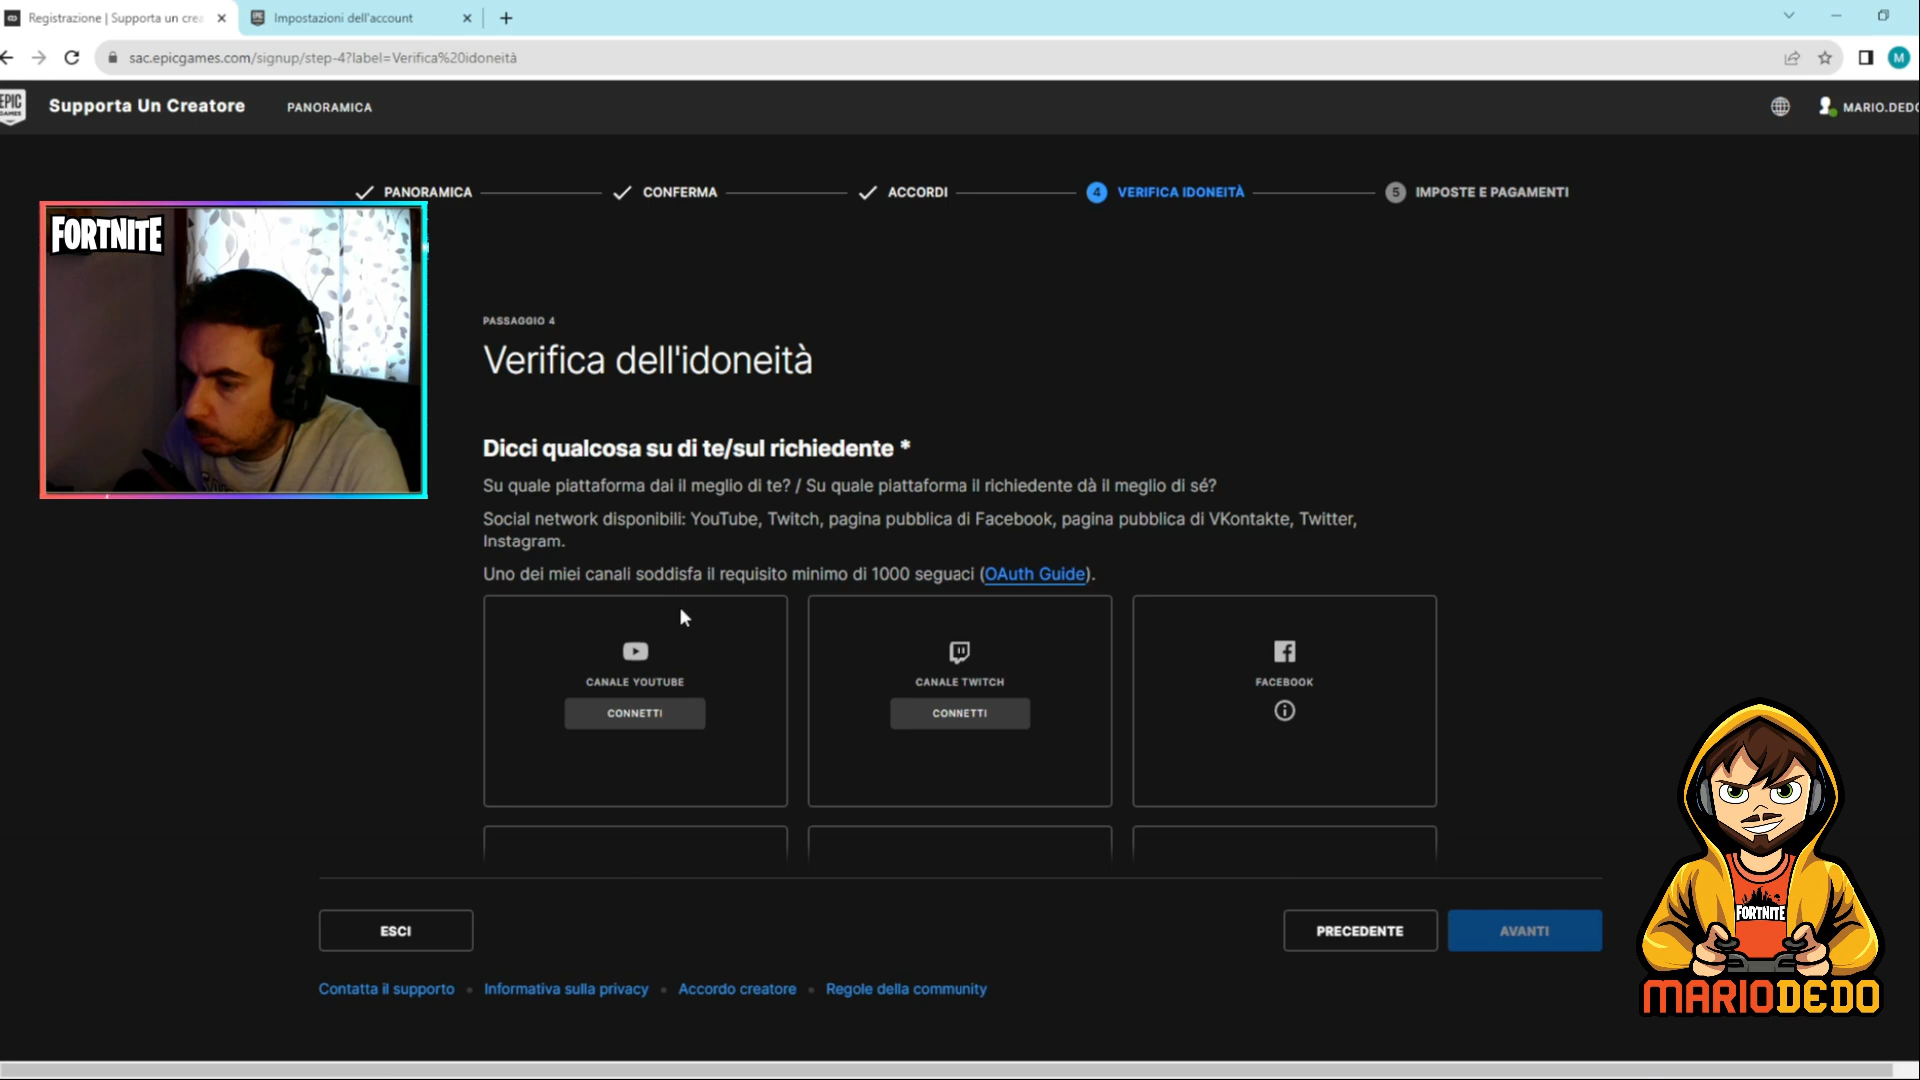 Registrazione | Supporta un crea
Impostazioni dell'account
sac.epicgames.com/signup/step-4?label=Verifica%20idoneità
M
EPIC GAMES
Supporta Un Creatore
PANORAMICA
MARIO.DEDO
PANORAMICA
CONFERMA
ACCORDI
4 VERIFICA IDONEITÀ
5 IMPOSTE E PAGAMENTI
FORTNITE
PASSAGGIO 4
Verifica dell'idoneità
Dicci qualcosa su di te/sul richiedente *
Su quale piattaforma dai il meglio di te? / Su quale piattaforma il richiedente dà il meglio di sé?
Social network disponibili: YouTube, Twitch, pagina pubblica di Facebook, pagina pubblica di VKontakte, Twitter,
Instagram.
Uno dei miei canali soddisfa il requisito minimo di 1000 seguaci (OAuth Guide).
CANALE YOUTUBE
CONNETTI
CANALE TWITCH
CONNETTI
FACEBOOK
ESCI
PRECEDENTE
AVANTI
Contatta il supporto
Informativa sulla privacy
Accordo creatore
Regole della community
FORTNITE
MARIODEDO